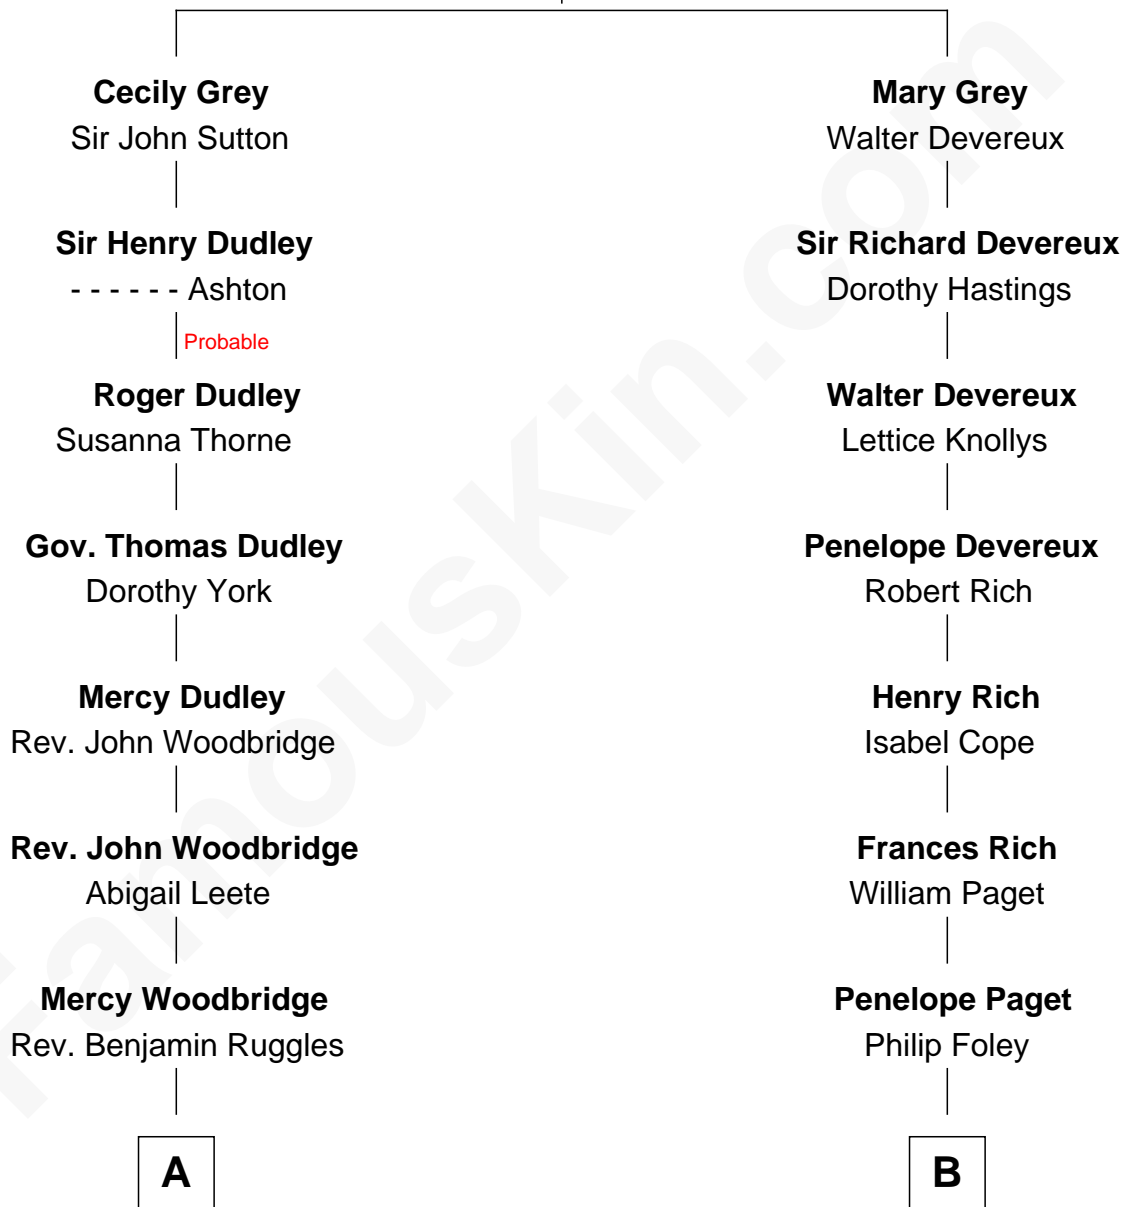 Cecily Grey
Sir John Sutton
Sir Henry Dudley
- - - - - - Ashton
Probable
Roger Dudley
Susanna Thorne
Gov. Thomas Dudley
Dorothy York
Mercy Dudley
Rev. John Woodbridge
Rev. John Woodbridge
Abigail Leete
Mercy Woodbridge
Rev. Benjamin Ruggles
A
Mary Grey
Walter Devereux
Sir Richard Devereux
Dorothy Hastings
Walter Devereux
Lettice Knollys
Penelope Devereux
Robert Rich
Henry Rich
Isabel Cope
Frances Rich
William Paget
Penelope Paget
Philip Foley
B
FamousKin.com